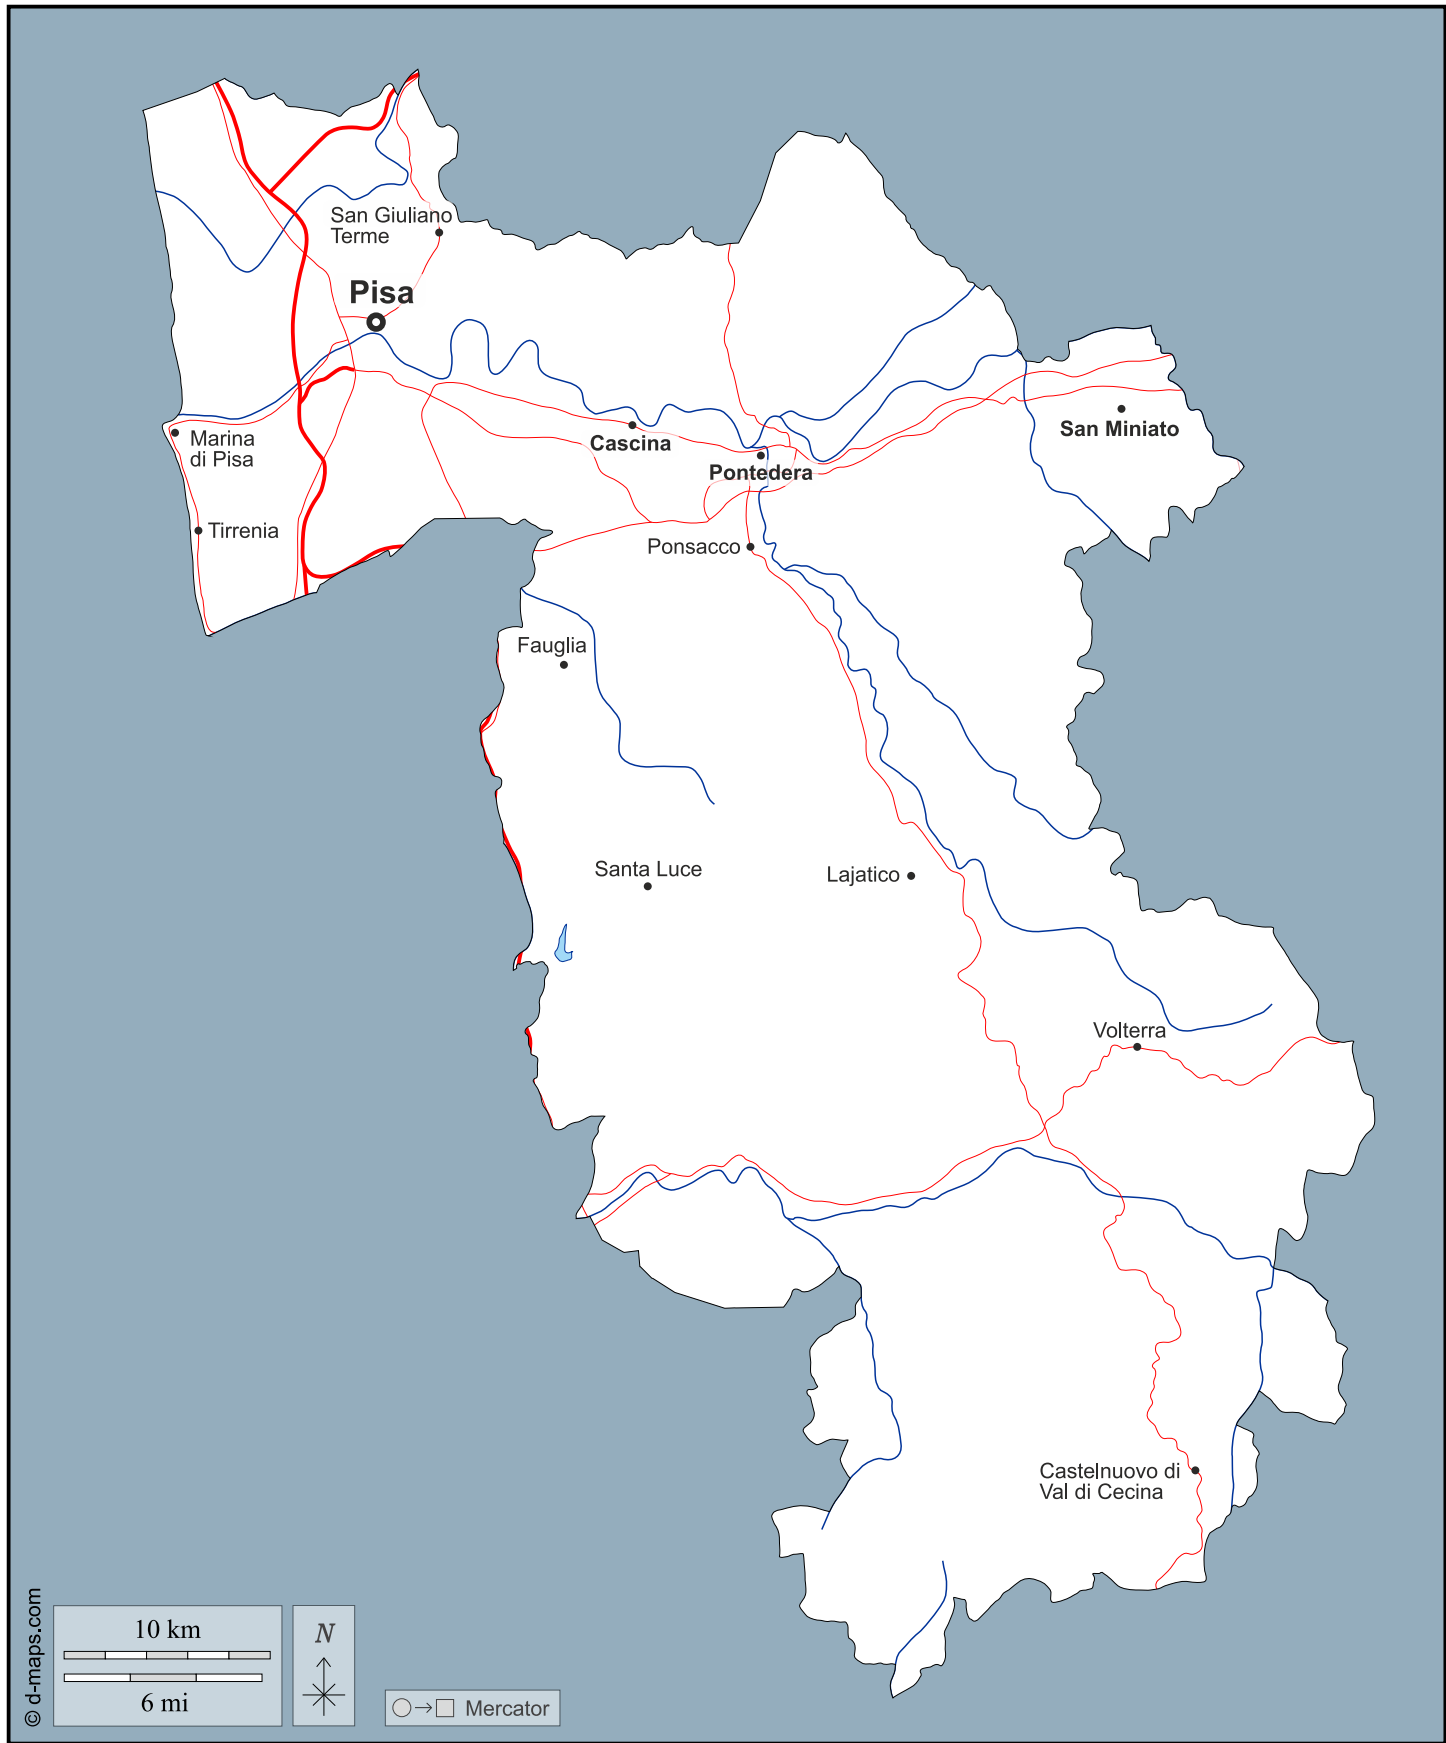 San Giuliano
Terme
Pisa
Marina
di Pisa
Cascina
San Miniato
Pontedera
Tirrenia
Ponsacco
Fauglia
Santa Luce
Lajatico
Volterra
Castelnuovo di
Val di Cecina
© d-maps.com
10 km
6 mi
N
Mercator